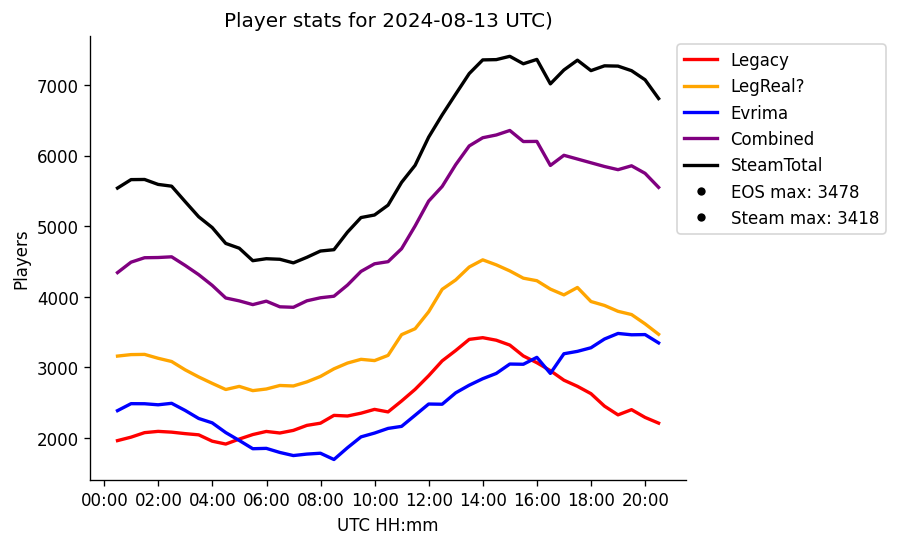 Player stats for 2024-08-13 UTC)
Legacy
LegReal?
Evrima
Combined
SteamTotal
EOS max: 3478
Steam max: 3418
Players
7000
6000
5000
4000
3000
2000
00:00 02:00 04:00 06:00 08:00 10:00 12:00 14:00 16:00 18:00 20:00
UTC HH:mm